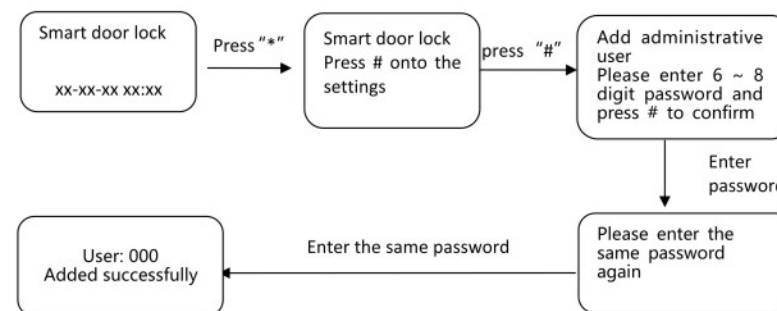 Smart door lock
xx-xx-xx xx:xx
Press "*"
Smart door lock
Press # onto the
settings
press "#"
Add administrative
user
Please enter 6 ~ 8
digit password and
press # to confirm
Enter
password
Please enter the
same password
again
Enter the same password
User: 000
Added successfully